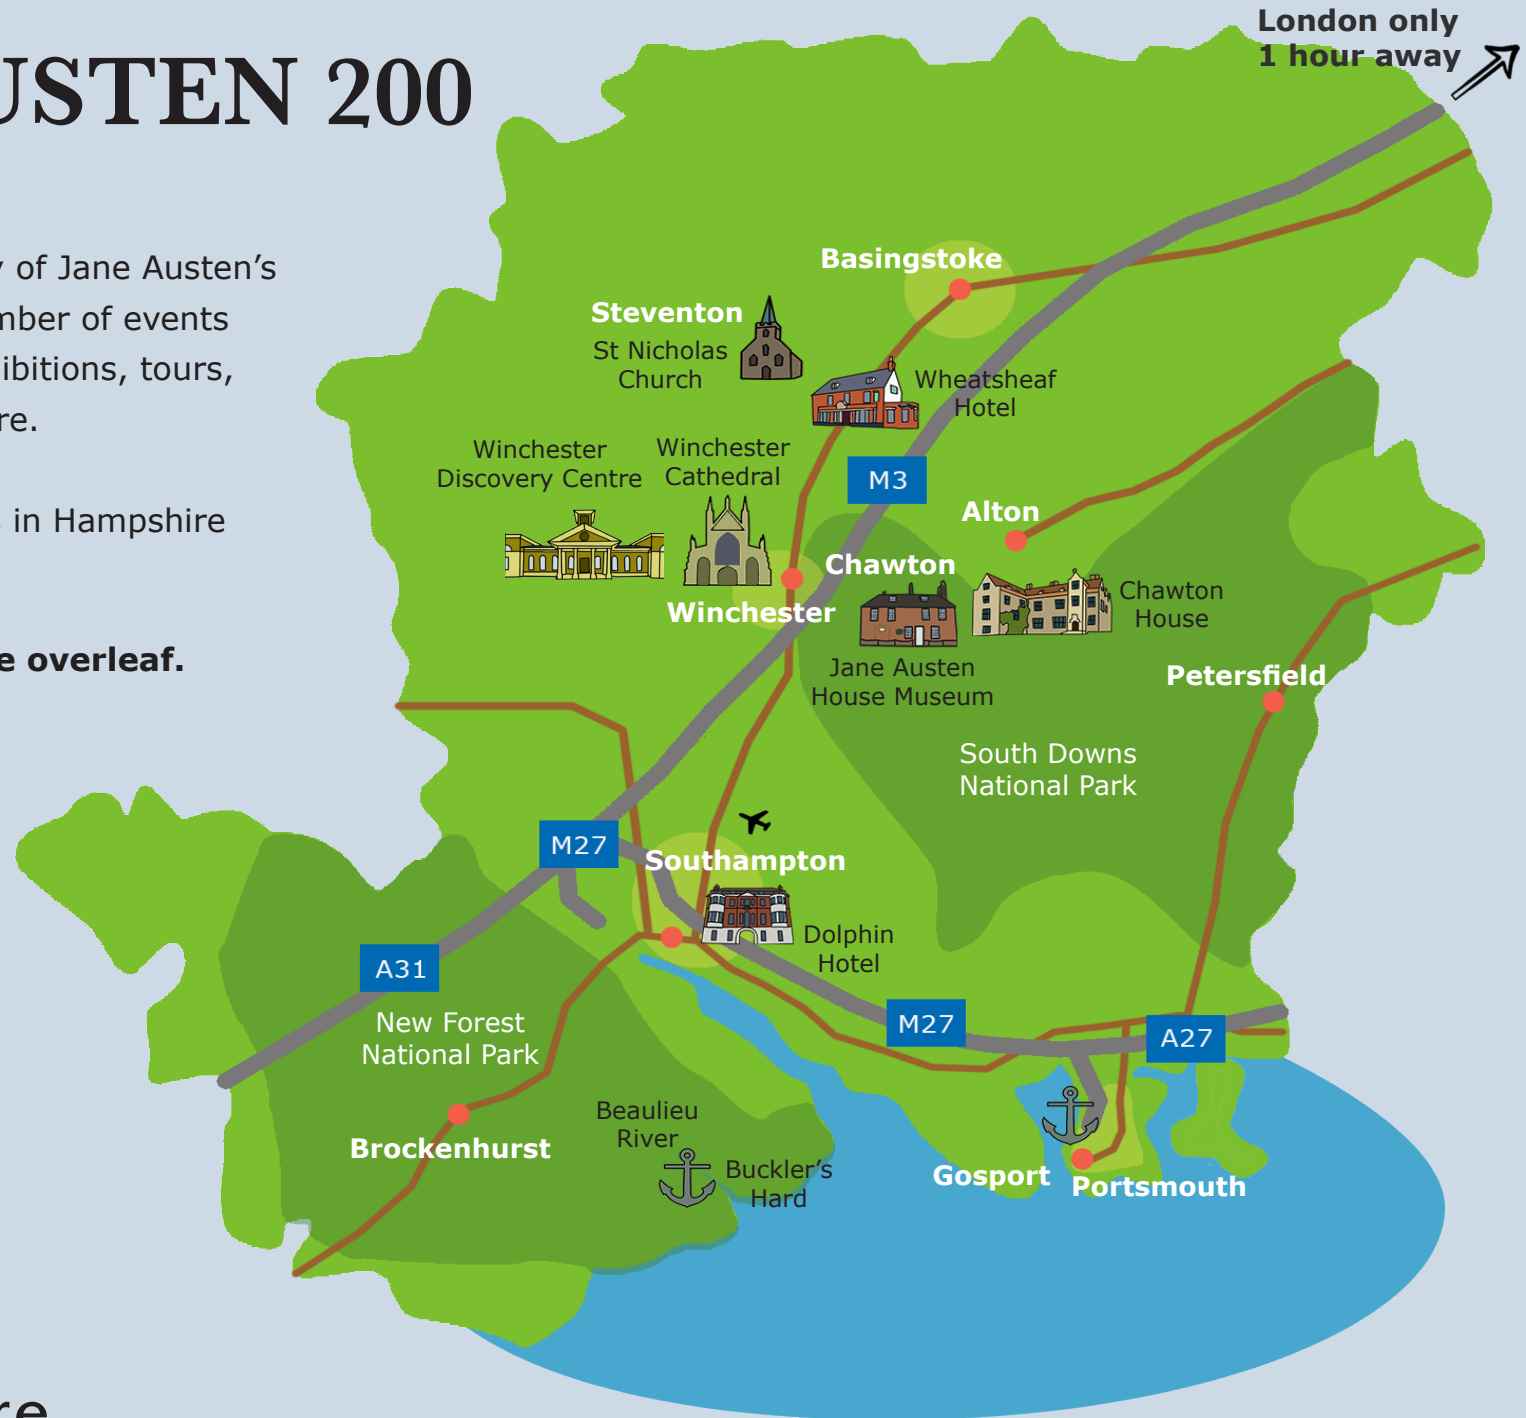 USTEN 200
London only
1 hour away
y of Jane Austen’s
mber of events
ibitions, tours,
re.
s in Hampshire
e overleaf.
Basingstoke
Steventon
St Nicholas
Church
Wheatsheaf
Hotel
Winchester
Discovery Centre
Winchester
Cathedral
M3
Alton
Chawton
Winchester
Chawton
House
Jane Austen
House Museum
Petersfield
South Downs
National Park
M27
Southampton
Dolphin
Hotel
A31
New Forest
National Park
M27
A27
Brockenhurst
Beaulieu
River
Buckler’s
Hard
Gosport
Portsmouth
re